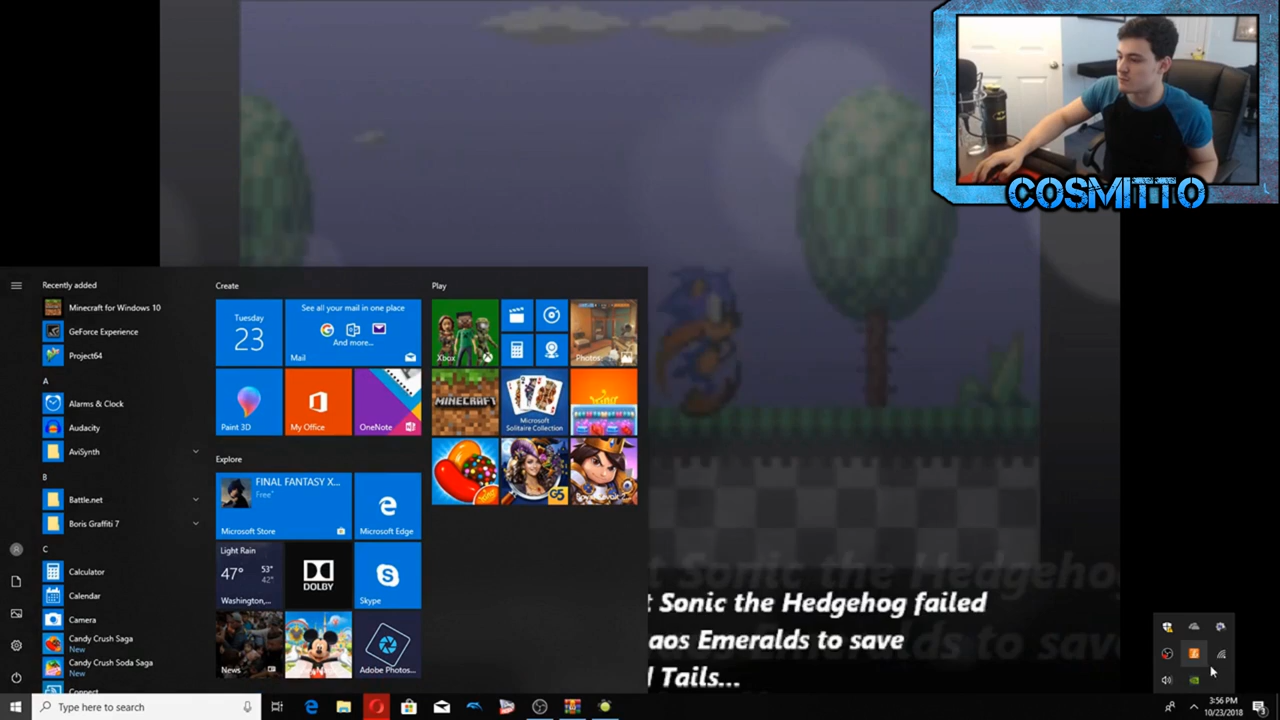 COSMITTO
Recently added
Minecraft for Windows 10
GeForce Experience
Project64
A
Alarms & Clock
Audacity
AviSynth
B
Battle.net
Boris Graffiti 7
C
Calculator
Calendar
Camera
Candy Crush Saga
New
Candy Crush Soda Saga
New
Connect
Create
Tuesday
23
See all your mail in one place
And more...
Mail
Paint 3D
My Office
OneNote
Explore
FINAL FANTASY X...
Free
Microsoft Store
Microsoft Edge
Light Rain
47° 53°
42°
Washington,...
DOLBY
Skype
News
Adobe Photos...
Play
Xbox
Photos
MINECRAFT
Microsoft
Solitaire Collection
G5
t Sonic the Hedgehog failed
aos Emeralds to save
d Tails...
Type here to search
3:56 PM
10/23/2018
3